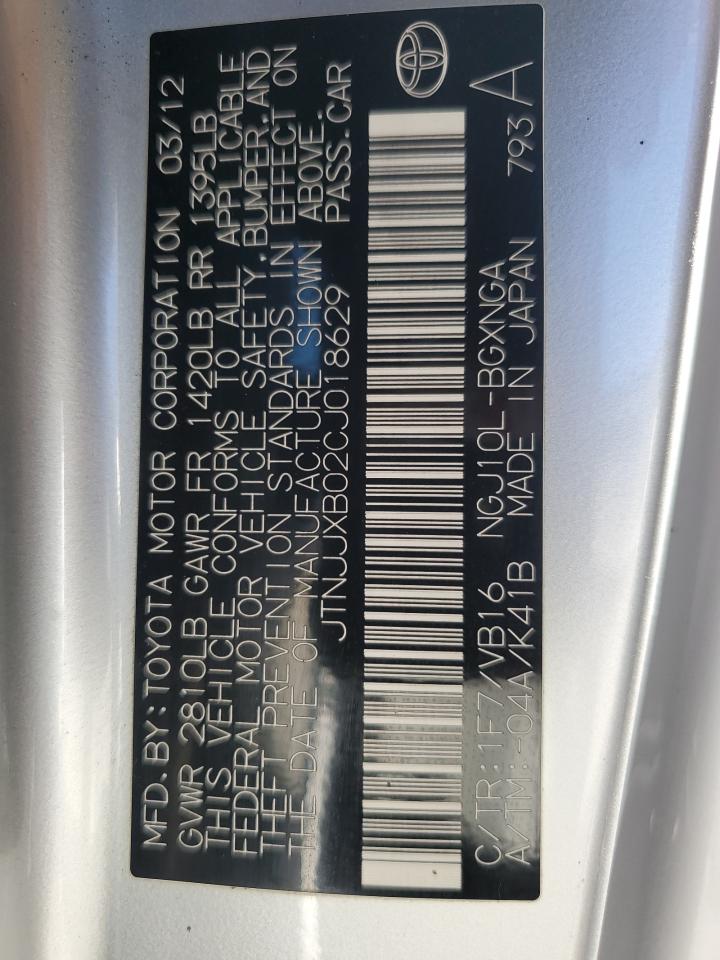 MFD.BY:TOYOTA MOTOR CORPORATION 03/12
GVWR 2810LB GAWR FR 1420LB RR 1395LB
THIS VEHICLE CONFORMS TO ALL APPLICABLE
FEDERAL MOTOR VEHICLE SAFETY,BUMPER,AND
THEFT PREVENTION STANDARDS IN EFFECT ON
THE DATE OF MANUFACTURE SHOWN ABOVE.
JTNJJXB02CJ018629 PASS.CAR
C/TR:1F7/VB16 NGJ10L-BGXNGA 793A
A/TM:-04A/K41B MADE IN JAPAN